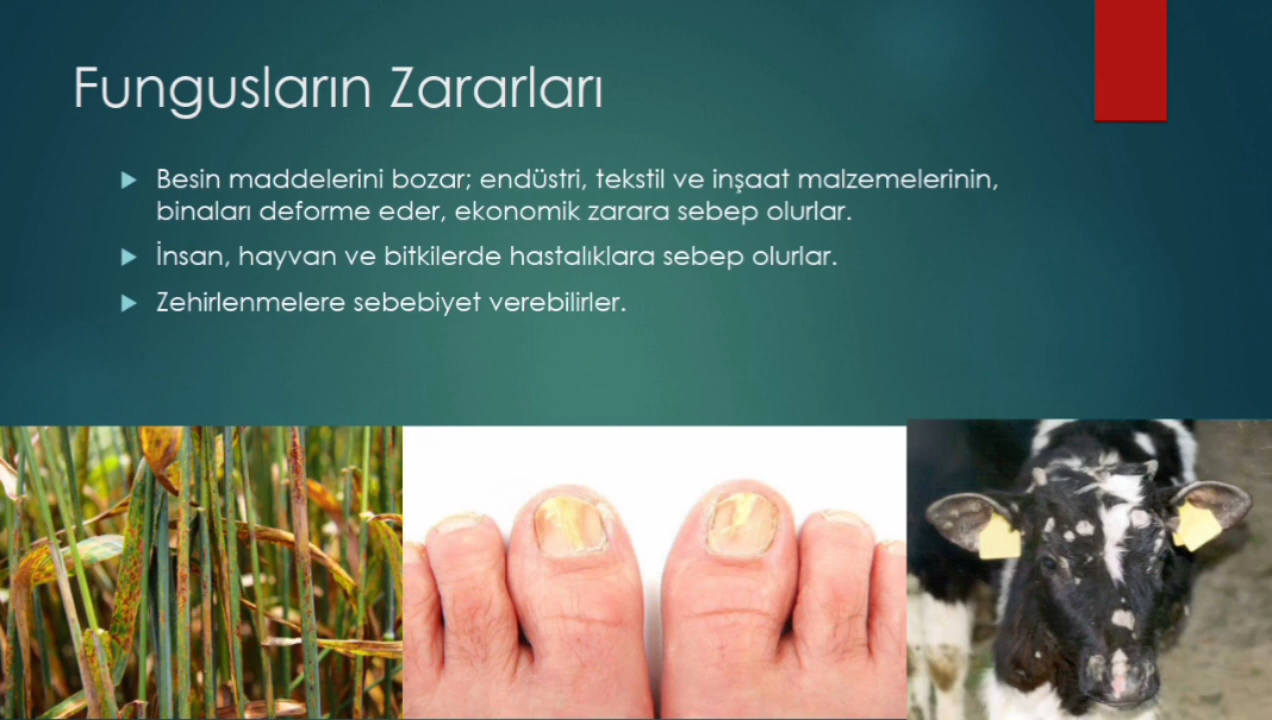 Fungusların Zararları
Besin maddelerini bozar; endüstri, tekstil ve inşaat malzemelerinin,
binaları deforme eder, ekonomik zarara sebep olurlar.
İnsan, hayvan ve bitkilerde hastalıklara sebep olurlar.
Zehirlenmelere sebebiyet verebilirler.